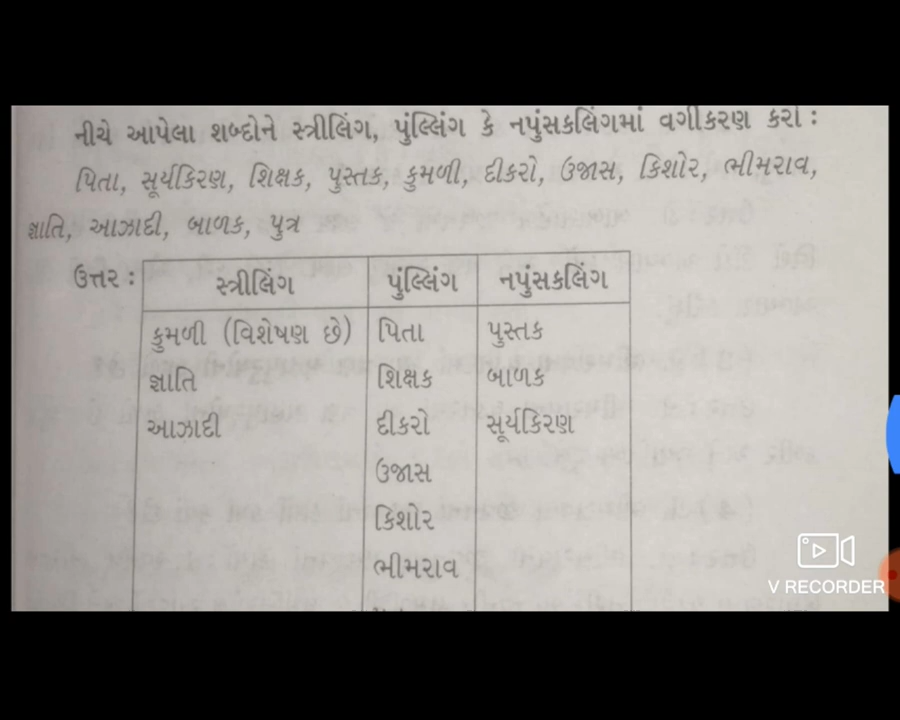 નીચે આપેલા શબ્દોને સ્ત્રીલિંગ, પુંલ્લિંગ કે નપુંસકલિંગમાં વગીકરણ કરો :
પિતા, સૂર્યકિરણ, શિક્ષક, પુસ્તક, કુમળી, દીકરો, ઉજાસ, કિશોર, ભીમરાવ,
જ્ઞાતિ, આઝાદી, બાળક, પુત્ર
ઉત્તર : સ્ત્રીલિંગ પુંલ્લિંગ નપુંસકલિંગ
કુમળી (વિશેષણ છે) પિતા પુસ્તક
જ્ઞાતિ શિક્ષક બાળક
આઝાદી દીકરો સૂર્યકિરણ
ઉજાસ
કિશોર
ભીમરાવ
V RECORDER